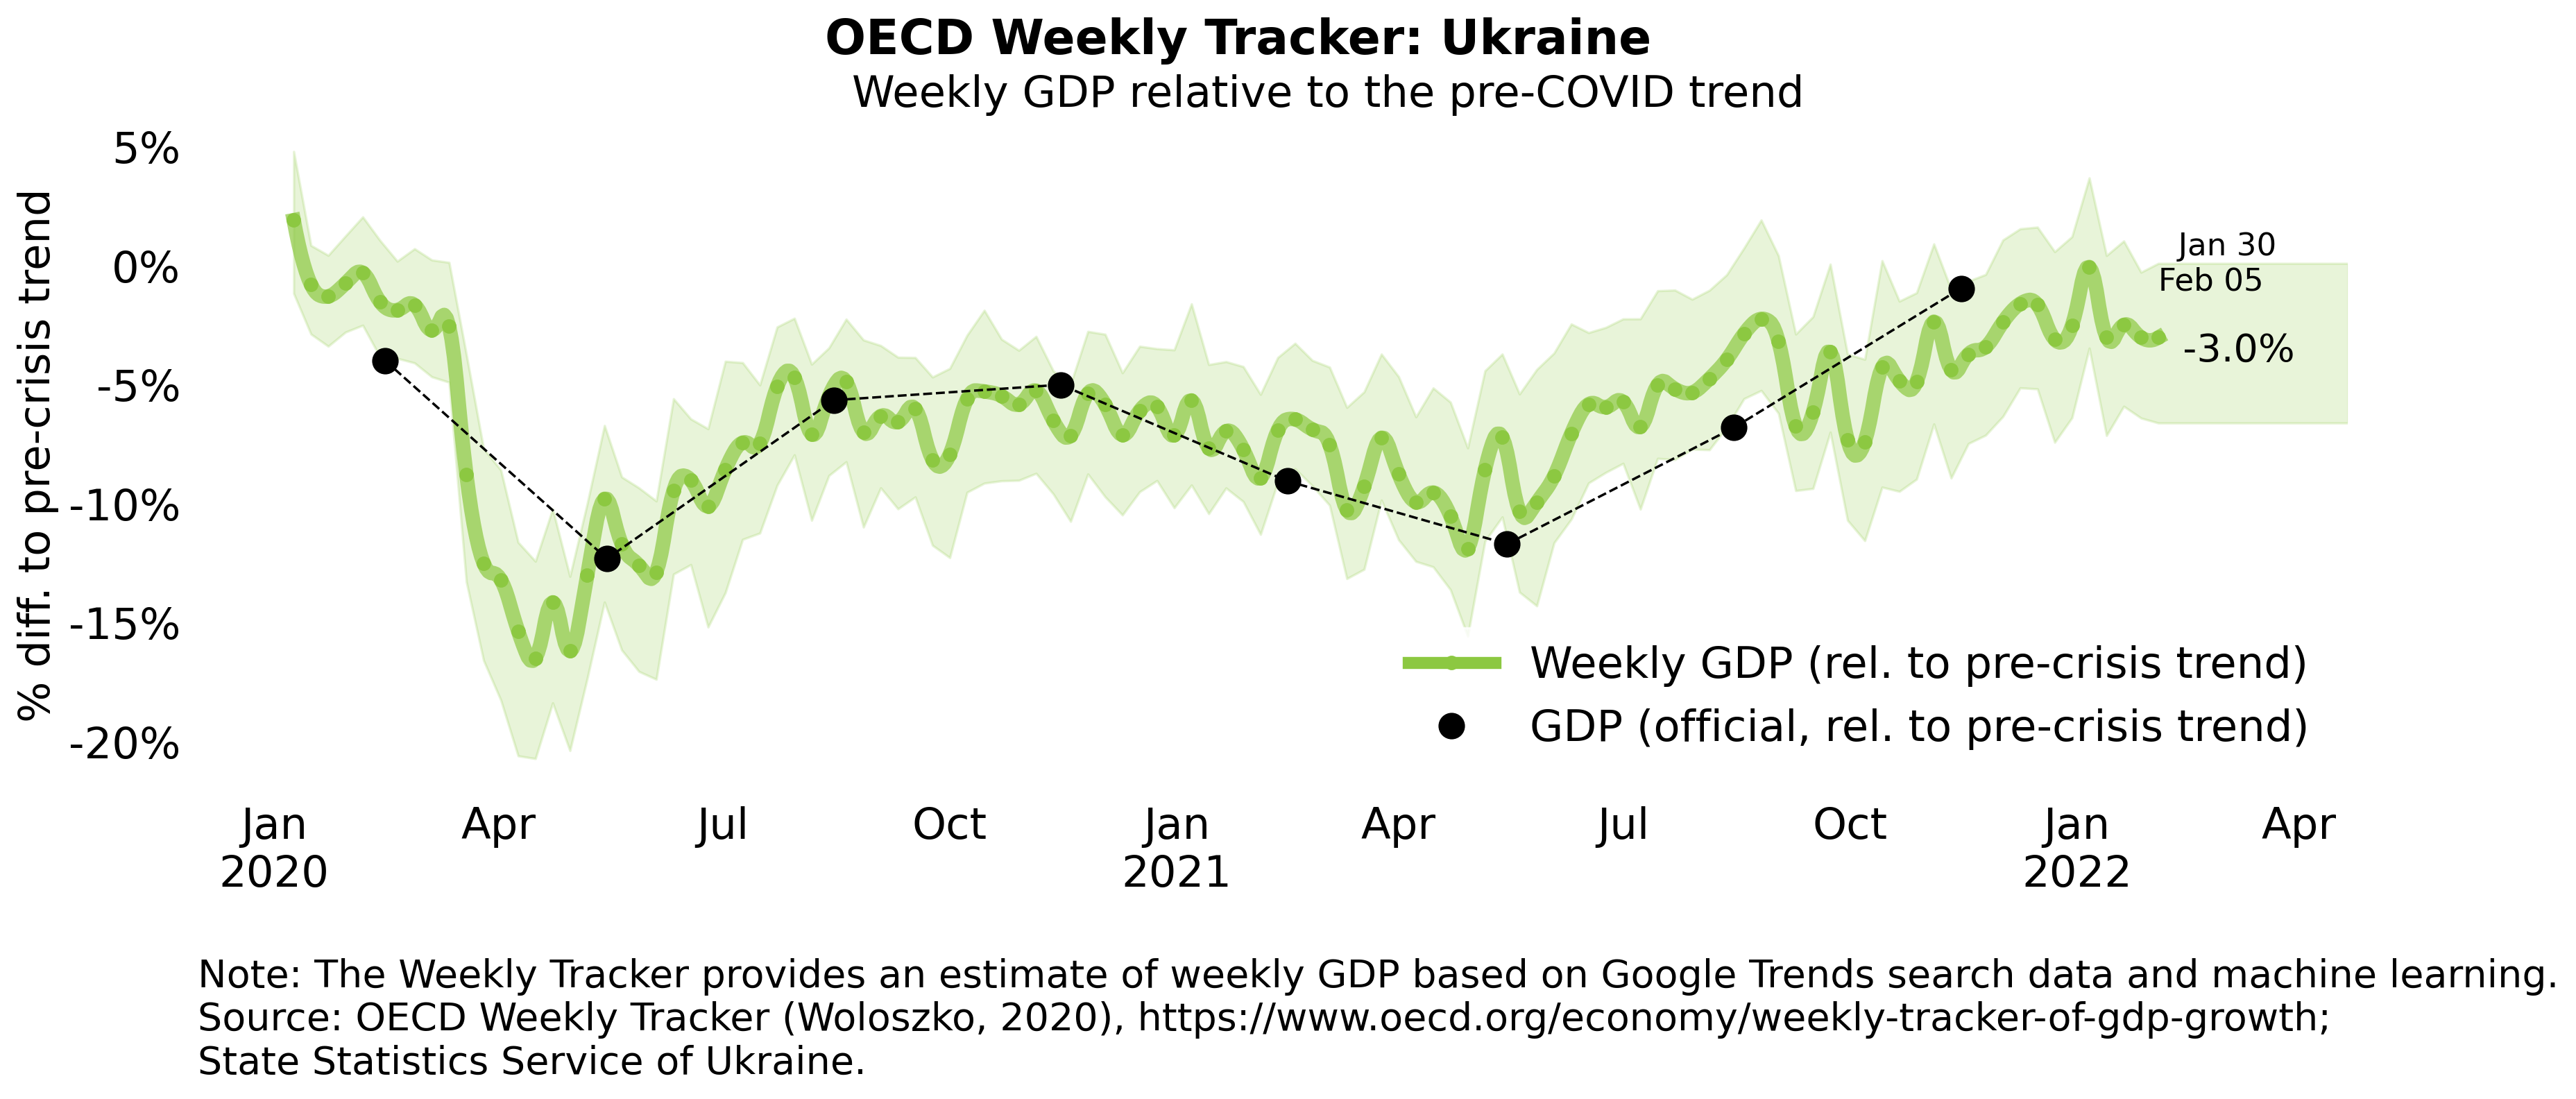 OECD Weekly Tracker: Ukraine
Weekly GDP relative to the pre-COVID trend
% diff. to pre-crisis trend
5%
0%
-5%
-10%
-15%
-20%
Jan 30
Feb 05
-3.0%
Weekly GDP (rel. to pre-crisis trend)
GDP (official, rel. to pre-crisis trend)
Jan Apr Jul Oct Jan Apr Jul Oct Jan Apr
2020 2021 2022
Note: The Weekly Tracker provides an estimate of weekly GDP based on Google Trends search data and machine learning.
Source: OECD Weekly Tracker (Woloszko, 2020), https://www.oecd.org/economy/weekly-tracker-of-gdp-growth;
State Statistics Service of Ukraine.